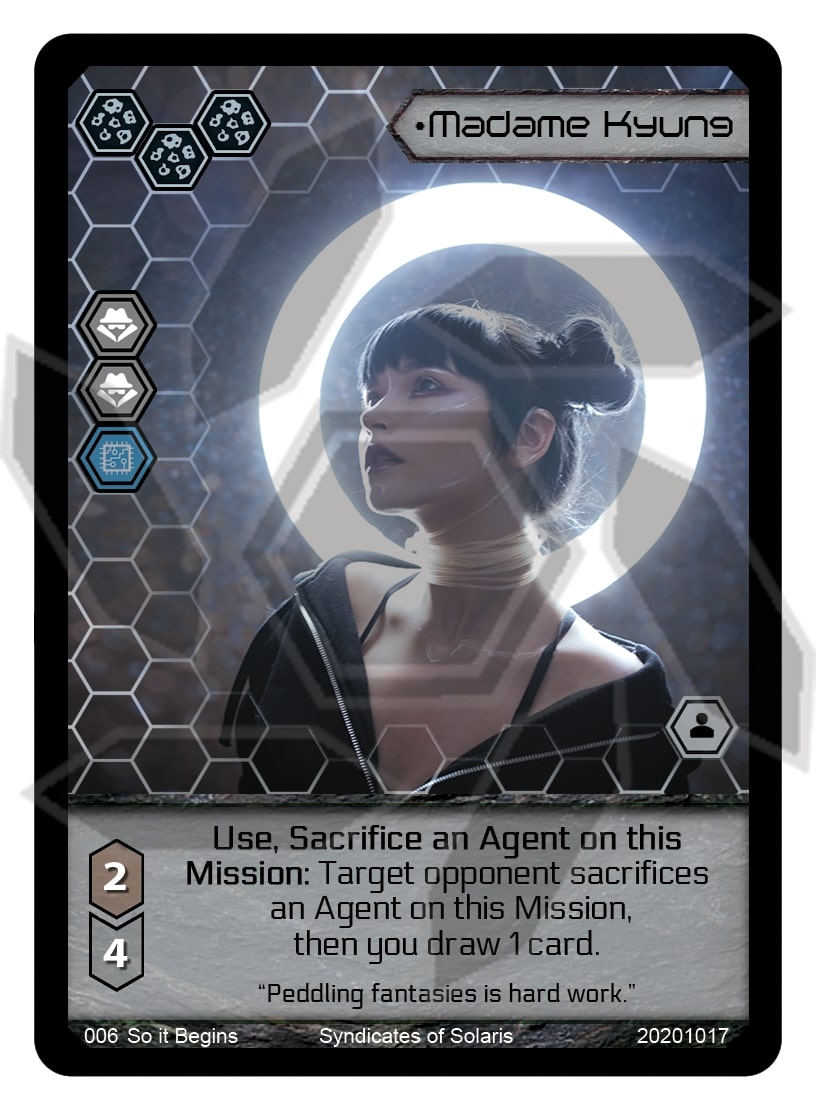 •Madame Kyung
2
4
Use, Sacrifice an Agent on this
Mission: Target opponent sacrifices
an Agent on this Mission,
then you draw 1 card.
“Peddling fantasies is hard work.”
006 So it Begins Syndicates of Solaris 20201017